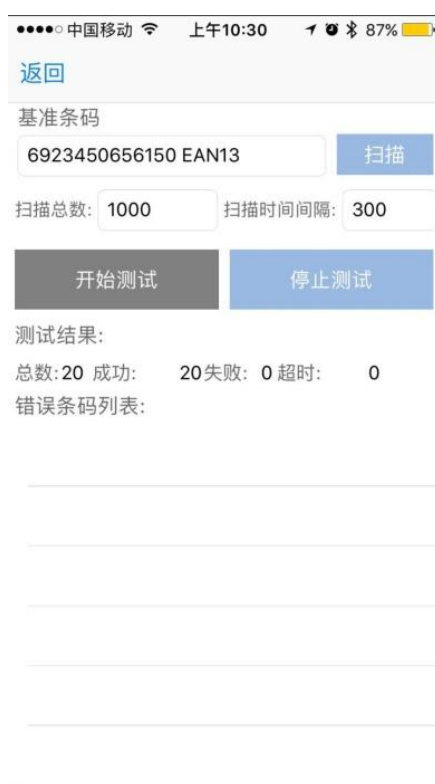 中国移动 上午10:30 87%
返回
基准条码
6923450656150 EAN13 扫描
扫描总数: 1000 扫描时间间隔: 300
开始测试 停止测试
测试结果:
总数:20 成功: 20失败: 0超时: 0
错误条码列表: